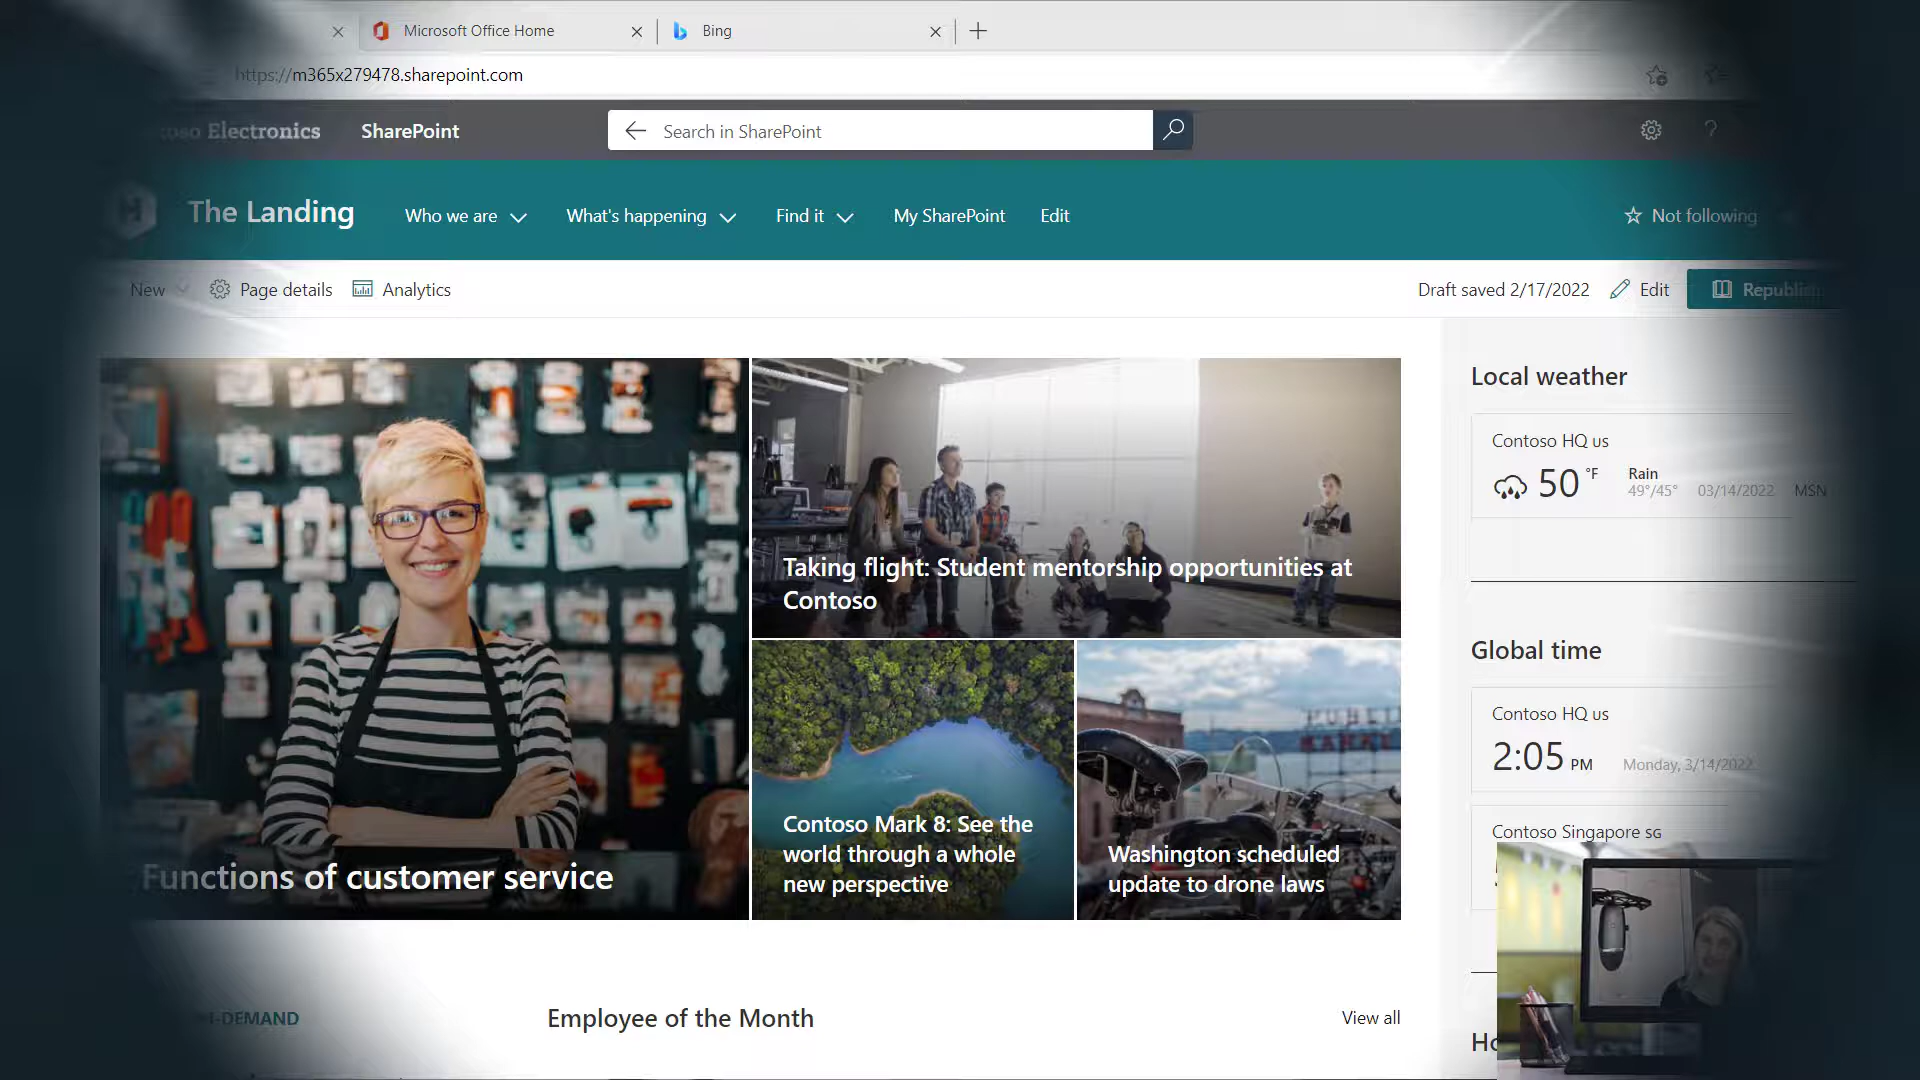 Microsoft Office Home
Bing
https://m365x279478.sharepoint.com
Electronics
SharePoint
Search in SharePoint
The Landing
Who we are
What's happening
Find it
My SharePoint
Edit
Not following
New
Page details
Analytics
Draft saved 2/17/2022
Edit
Republish
Functions of customer service
Taking flight: Student mentorship opportunities at
Contoso
Contoso Mark 8: See the
world through a whole
new perspective
Washington scheduled
update to drone laws
Local weather
Contoso HQ us
50 °F
Rain
49°/45°
03/14/2022
MSN
Global time
Contoso HQ us
2:05 PM
Monday, 3/14/2022
Contoso Singapore SG
Employee of the Month
View all